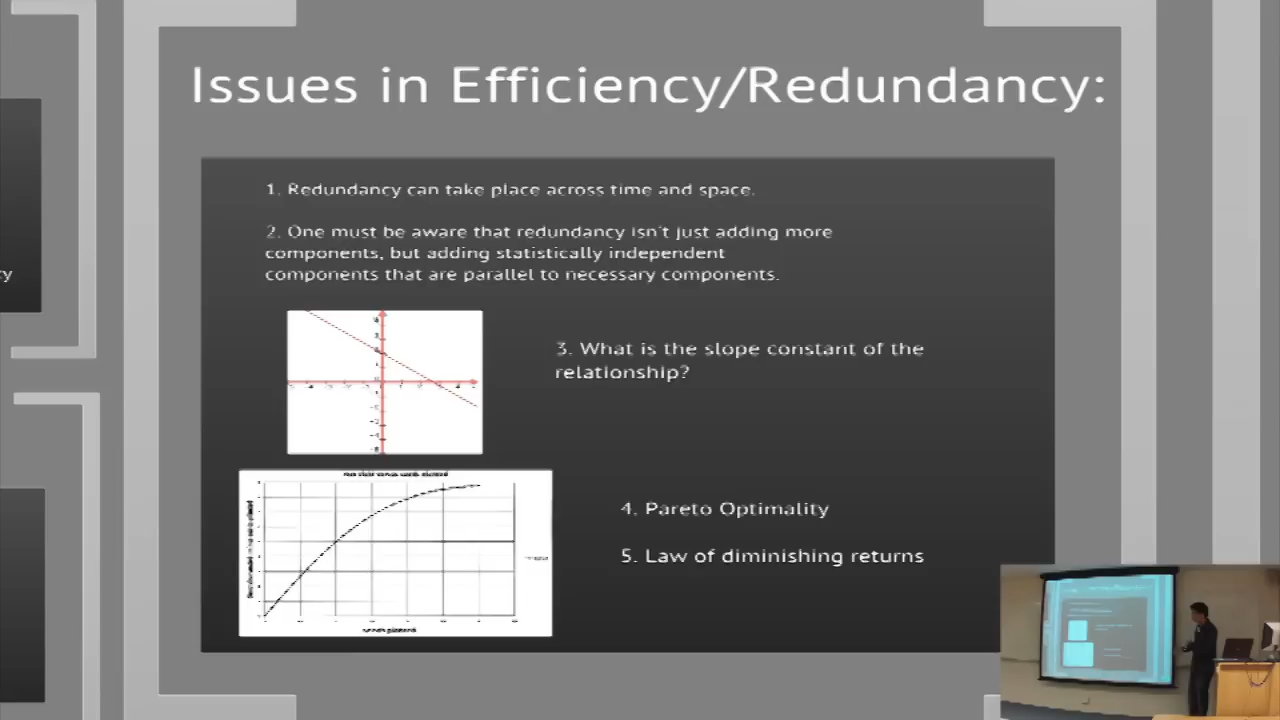 Issues in Efficiency/Redundancy:
1. Redundancy can take place across time and space.
2. One must be aware that redundancy isn't just adding more
components, but adding statistically independent
components that are parallel to necessary components.
3. What is the slope constant of the
relationship?
4. Pareto Optimality
5. Law of diminishing returns